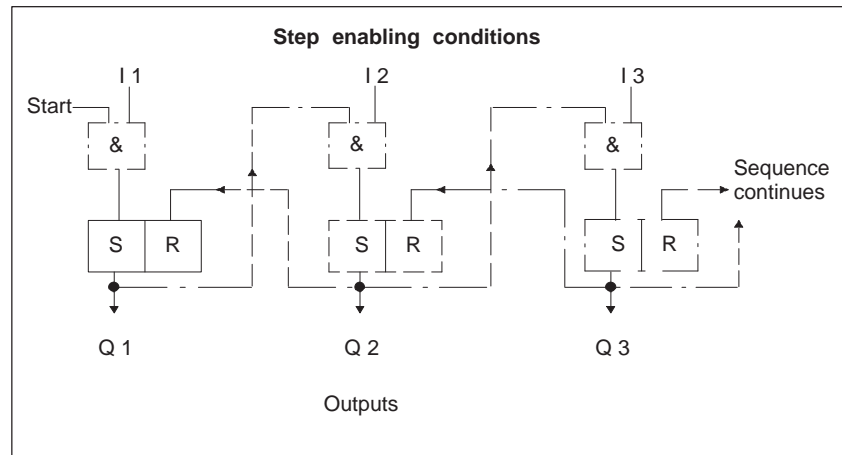 Step enabling conditions
I 1 I 2 I 3
Start
& & &
Sequence
continues
S R S R S R
Q 1 Q 2 Q 3
Outputs